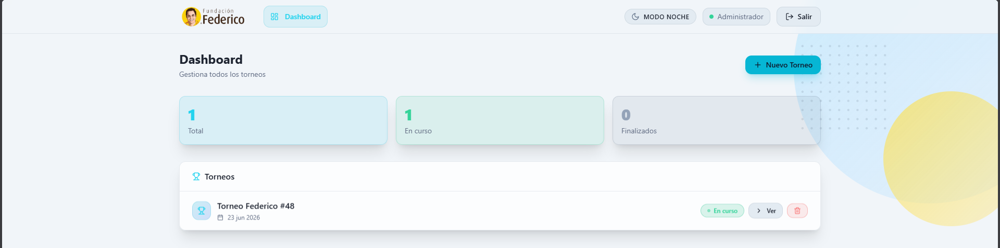 Fundación
Federico
Dashboard
MODO NOCHE
Administrador
Salir
Dashboard
Gestiona todos los torneos
Nuevo Torneo
1
Total
1
En curso
0
Finalizados
Torneos
Torneo Federico #48
23 jun 2026
En curso
Ver